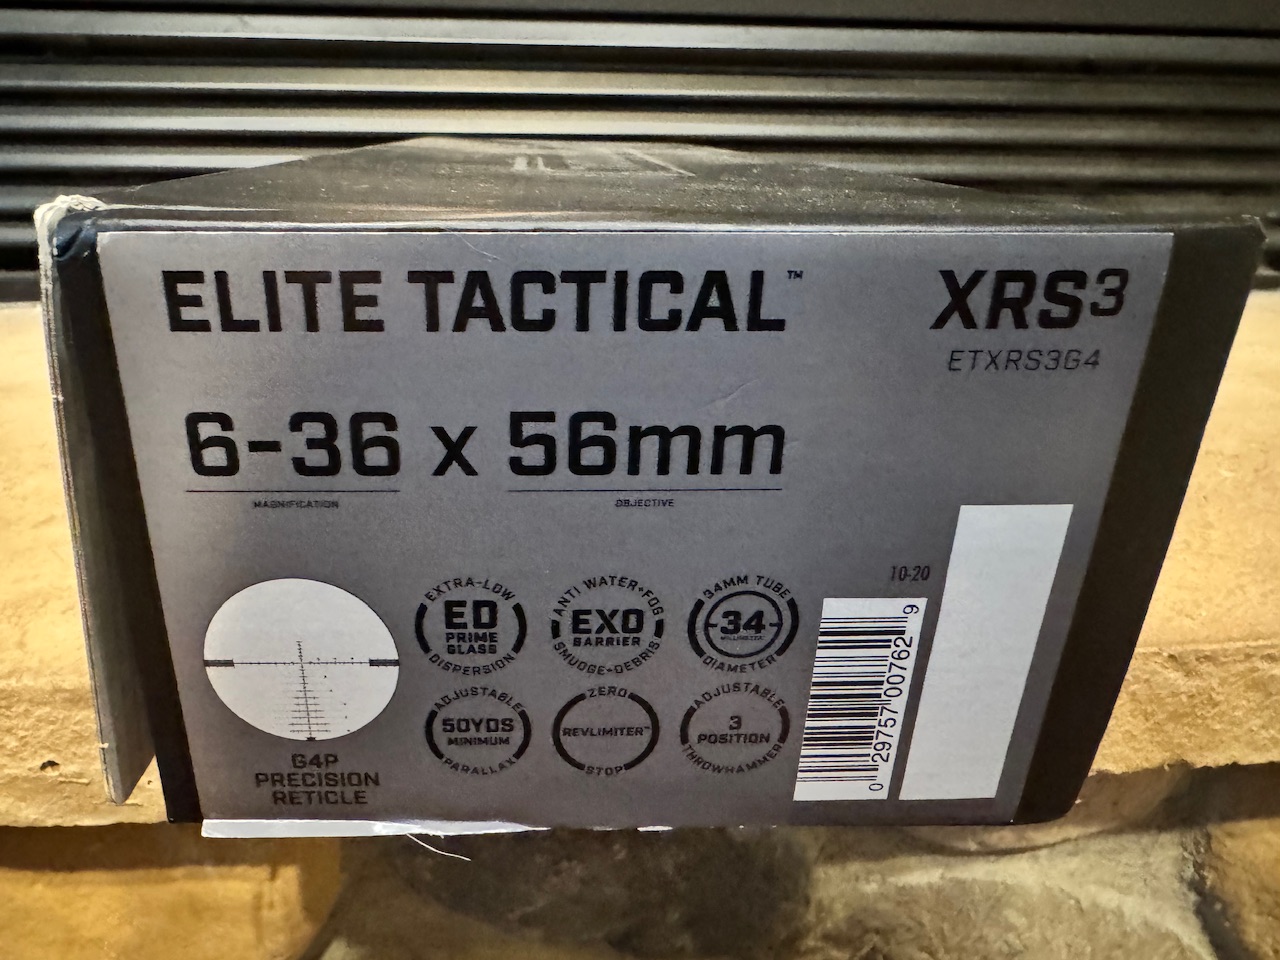 ELITE TACTICAL™
XRS3
ETXRS3G4
6-36 x 56mm
MAGNIFICATION
OBJECTIVE
G4P
PRECISION
RETICLE
EXTRA-LOW
ED
PRIME
GLASS
DISPERSION
ANTI WATER+FOG
EXO
BARRIER
SMUDGE+DEBRIS
34MM TUBE
-34-
MILLIMETER
DIAMETER
ADJUSTABLE
50YDS
MINIMUM
PARALLAX
ZERO
REVLIMITER™
STOP
ADJUSTABLE
3
POSITION
THROWHAMMER
10-20
0 29757 00762 9